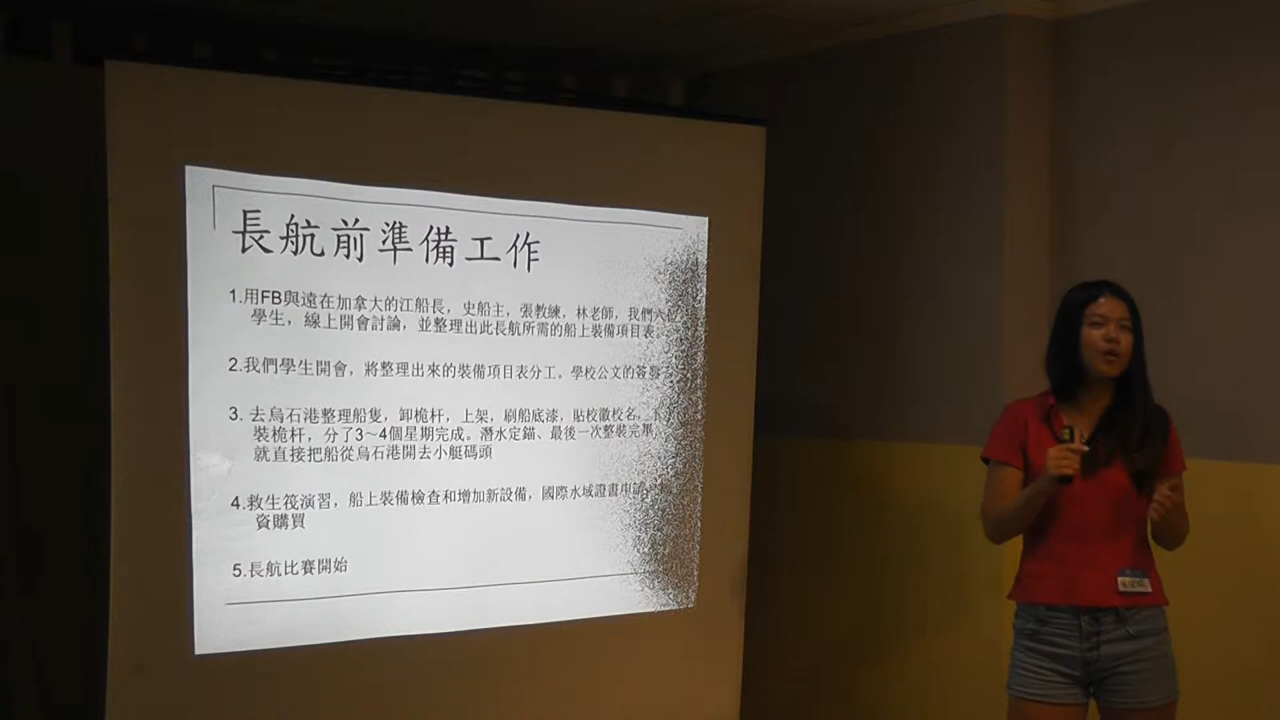 長航前準備工作
1.用FB與遠在加拿大的江船長，史船主，張教練，林老師，我們六位
學生，線上開會討論，並整理出此長航所需的船上裝備項目表。
2.我們學生開會，將整理出來的裝備項目表分工。學校公文的簽
3. 去烏石港整理船隻，卸桅杆，上架，刷船底漆，貼校徽校名，下
裝桅杆，分了3～4個星期完成。潛水定錨、最後一次整裝完畢，
就直接把船從烏石港開去小艇碼頭
4.救生筏演習，船上裝備檢查和增加新設備，國際水域證書申請
資購買
5.長航比賽開始